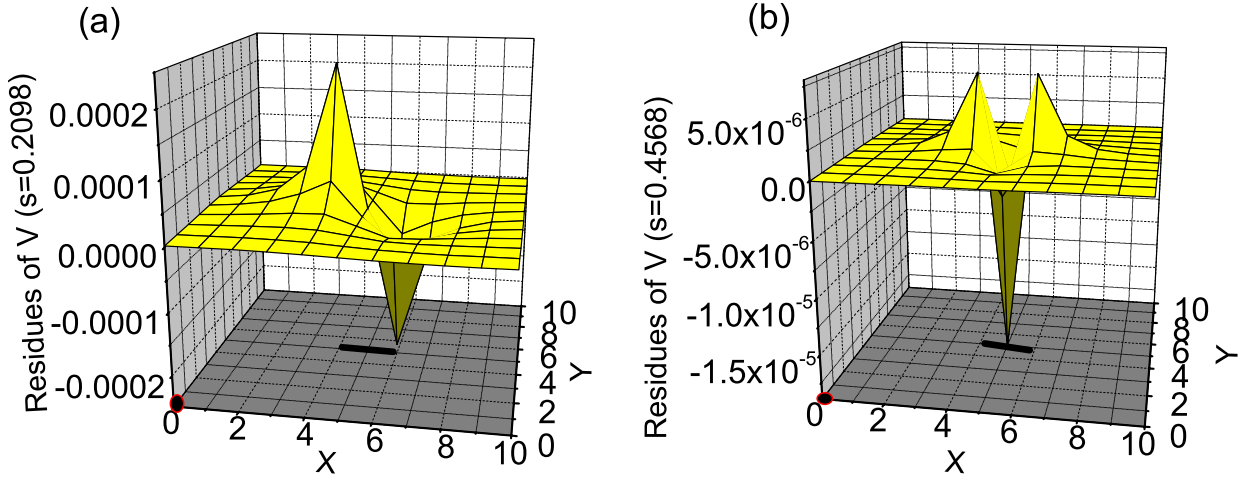 (a)
Residues of V (s=0.2098)
0.0002
0.0001
0.0000
-0.0001
-0.0002
0
2
4
6
8
10
X
0
2
4
6
8
10
Y
(b)
Residues of V (s=0.4568)
5.0x10⁻⁶
0.0
-5.0x10⁻⁶
-1.0x10⁻⁵
-1.5x10⁻⁵
0
2
4
6
8
10
X
0
2
4
6
8
10
Y